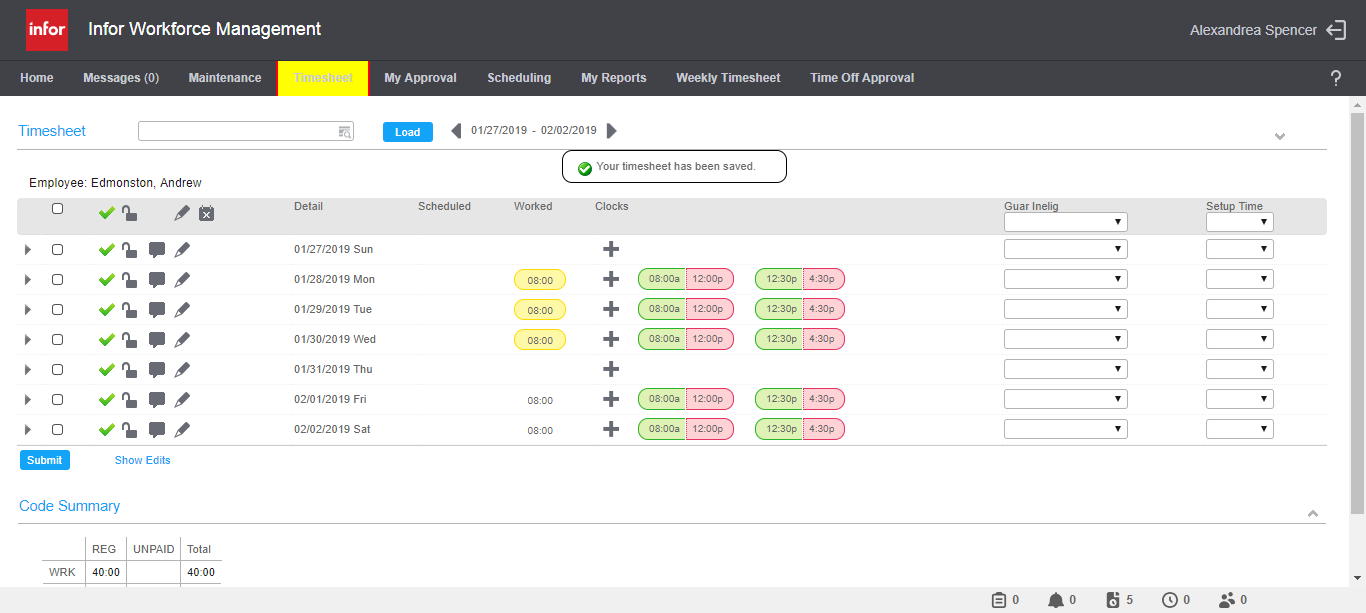 infor Infor Workforce Management Alexandrea Spencer
Home Messages (0) Maintenance Timesheet My Approval Scheduling My Reports Weekly Timesheet Time Off Approval ?
Timesheet Load 01/27/2019 - 02/02/2019
Your timesheet has been saved.
Employee: Edmonston, Andrew
Detail Scheduled Worked Clocks Guar Inelig Setup Time
01/27/2019 Sun
01/28/2019 Mon 08:00 08:00a 12:00p 12:30p 4:30p
01/29/2019 Tue 08:00 08:00a 12:00p 12:30p 4:30p
01/30/2019 Wed 08:00 08:00a 12:00p 12:30p 4:30p
01/31/2019 Thu
02/01/2019 Fri 08:00 08:00a 12:00p 12:30p 4:30p
02/02/2019 Sat 08:00 08:00a 12:00p 12:30p 4:30p
Submit Show Edits
Code Summary
REG UNPAID Total
WRK 40:00 40:00
0 0 5 0 0